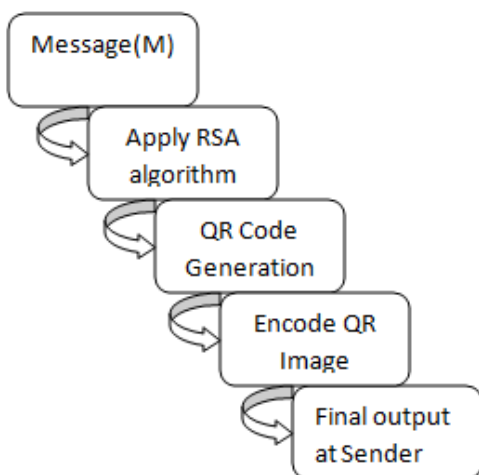 Message(M)
Apply RSA
algorithm
QR Code
Generation
Encode QR
Image
Final output
at Sender